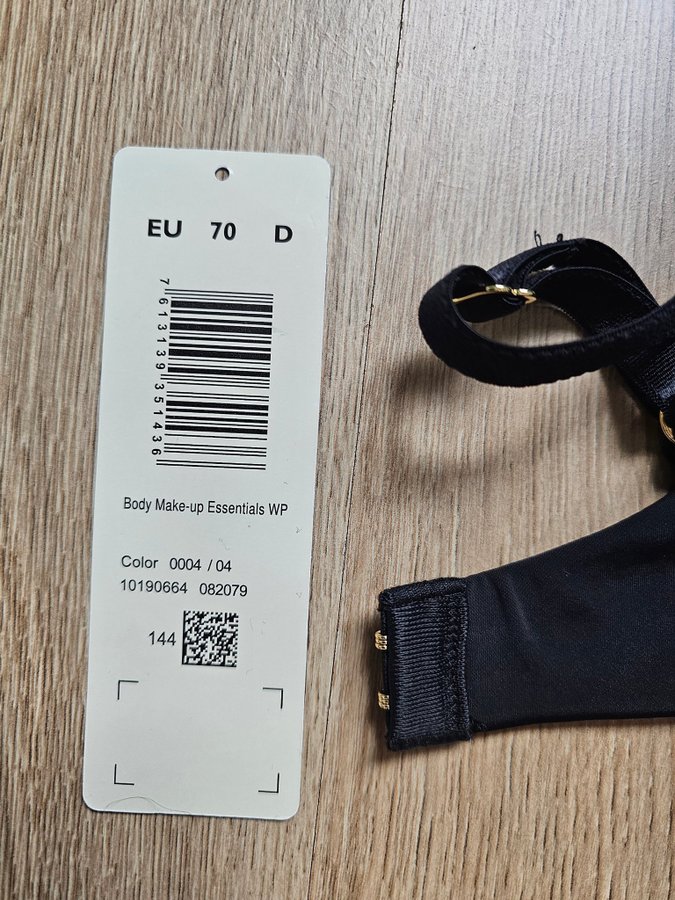 EU 70 D
7613139351436
Body Make-up Essentials WP
Color 0004 / 04
10190664 082079
144